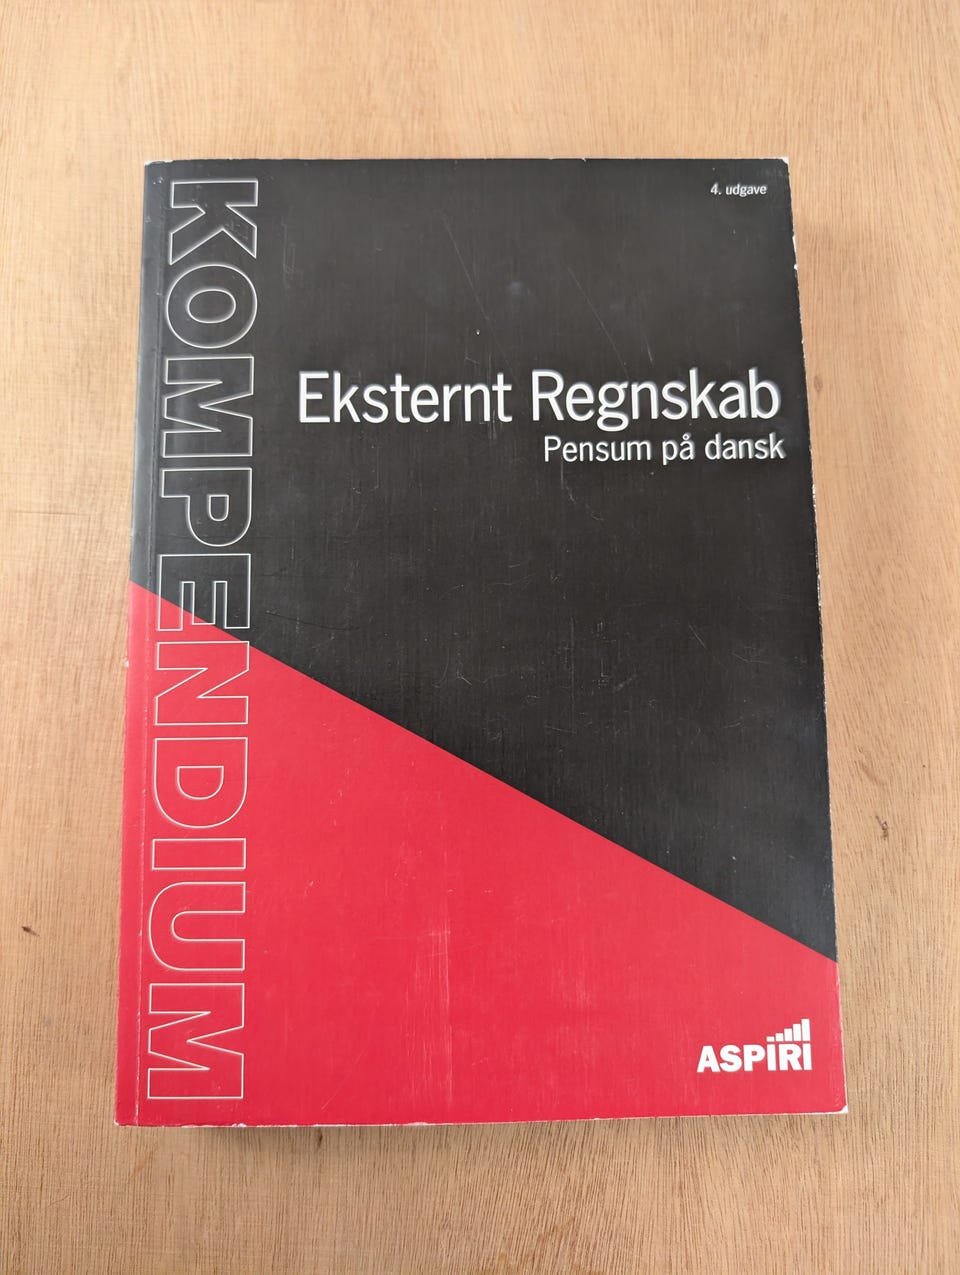 4. udgave
KOMPENDIUM
Eksternt Regnskab
Pensum på dansk
ASPIRI